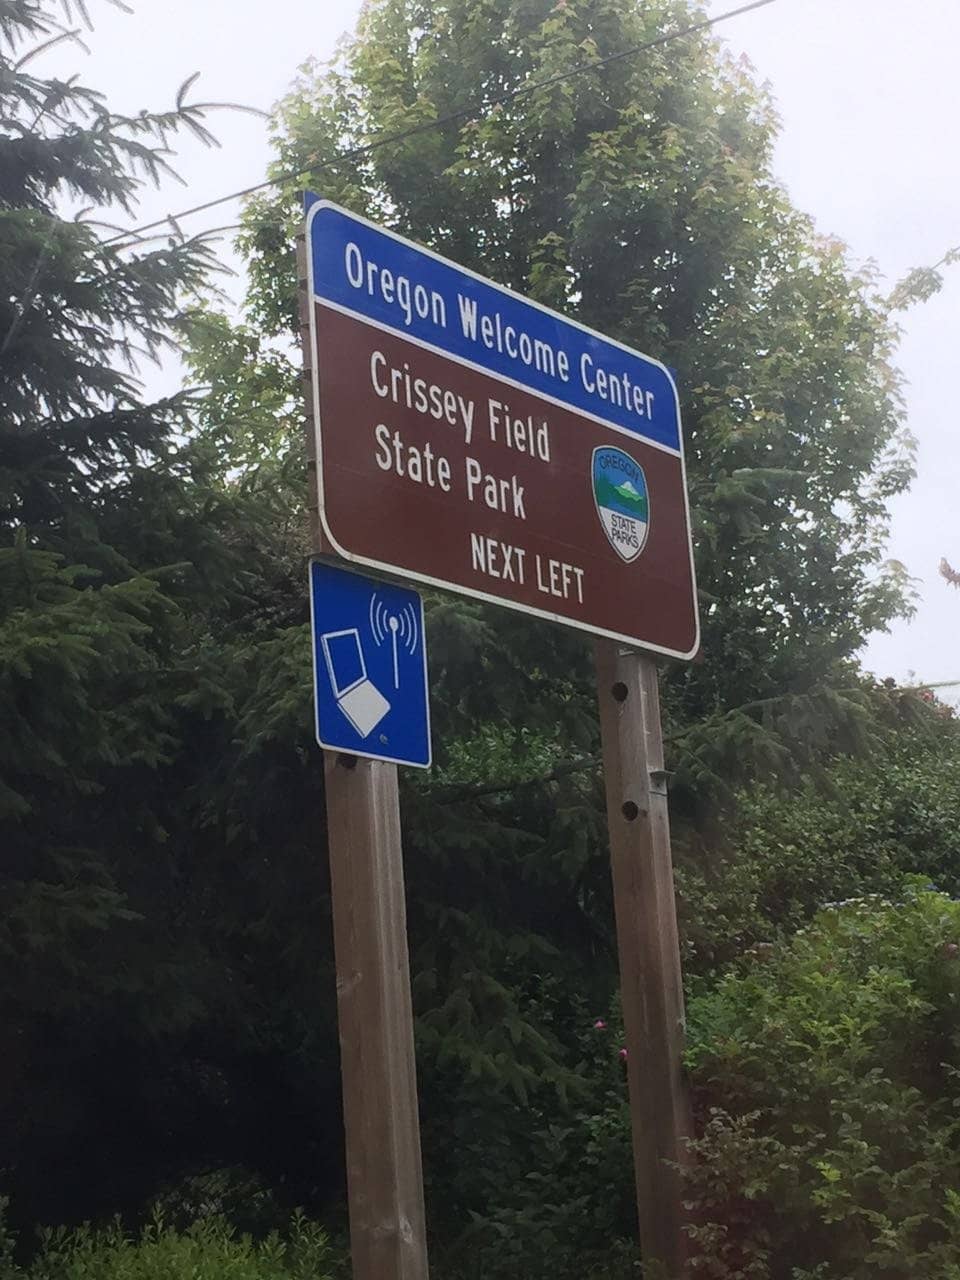 Oregon Welcome Center
Crissey Field
State Park
NEXT LEFT
OREGON
STATE
PARKS